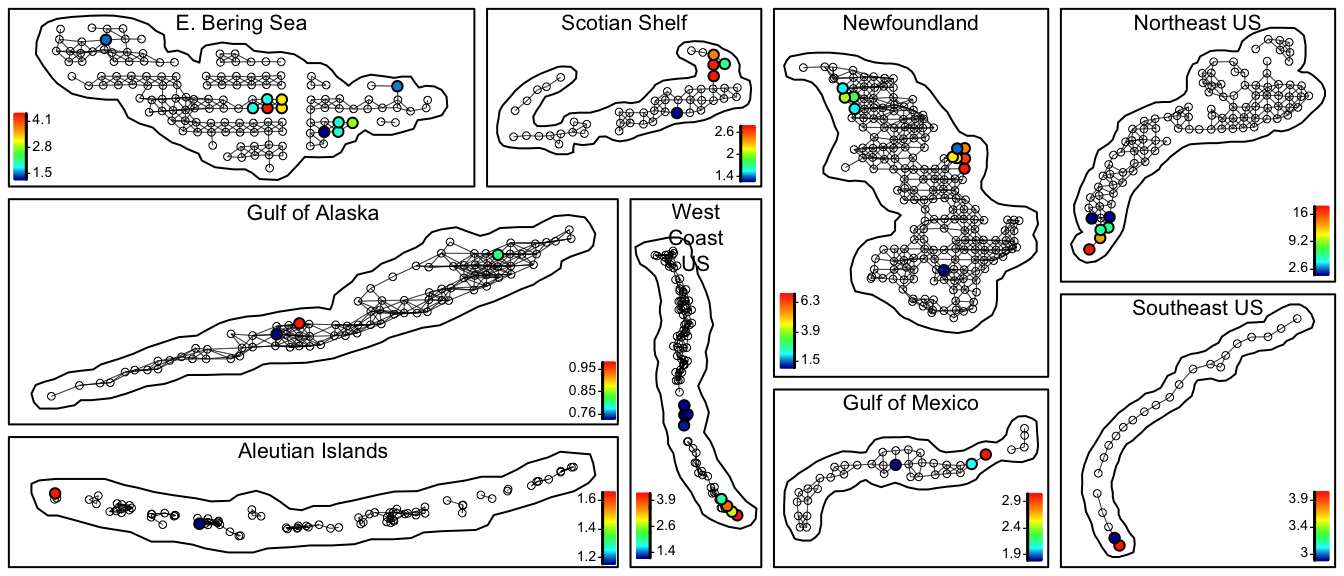 E. Bering Sea
4.1
2.8
1.5
Scotian Shelf
2.6
2
1.4
Newfoundland
6.3
3.9
1.5
Northeast US
16
9.2
2.6
Gulf of Alaska
0.95
0.85
0.76
West
Coast
US
3.9
2.6
1.4
Southeast US
3.9
3.4
3
Gulf of Mexico
2.9
2.4
1.9
Aleutian Islands
1.6
1.4
1.2